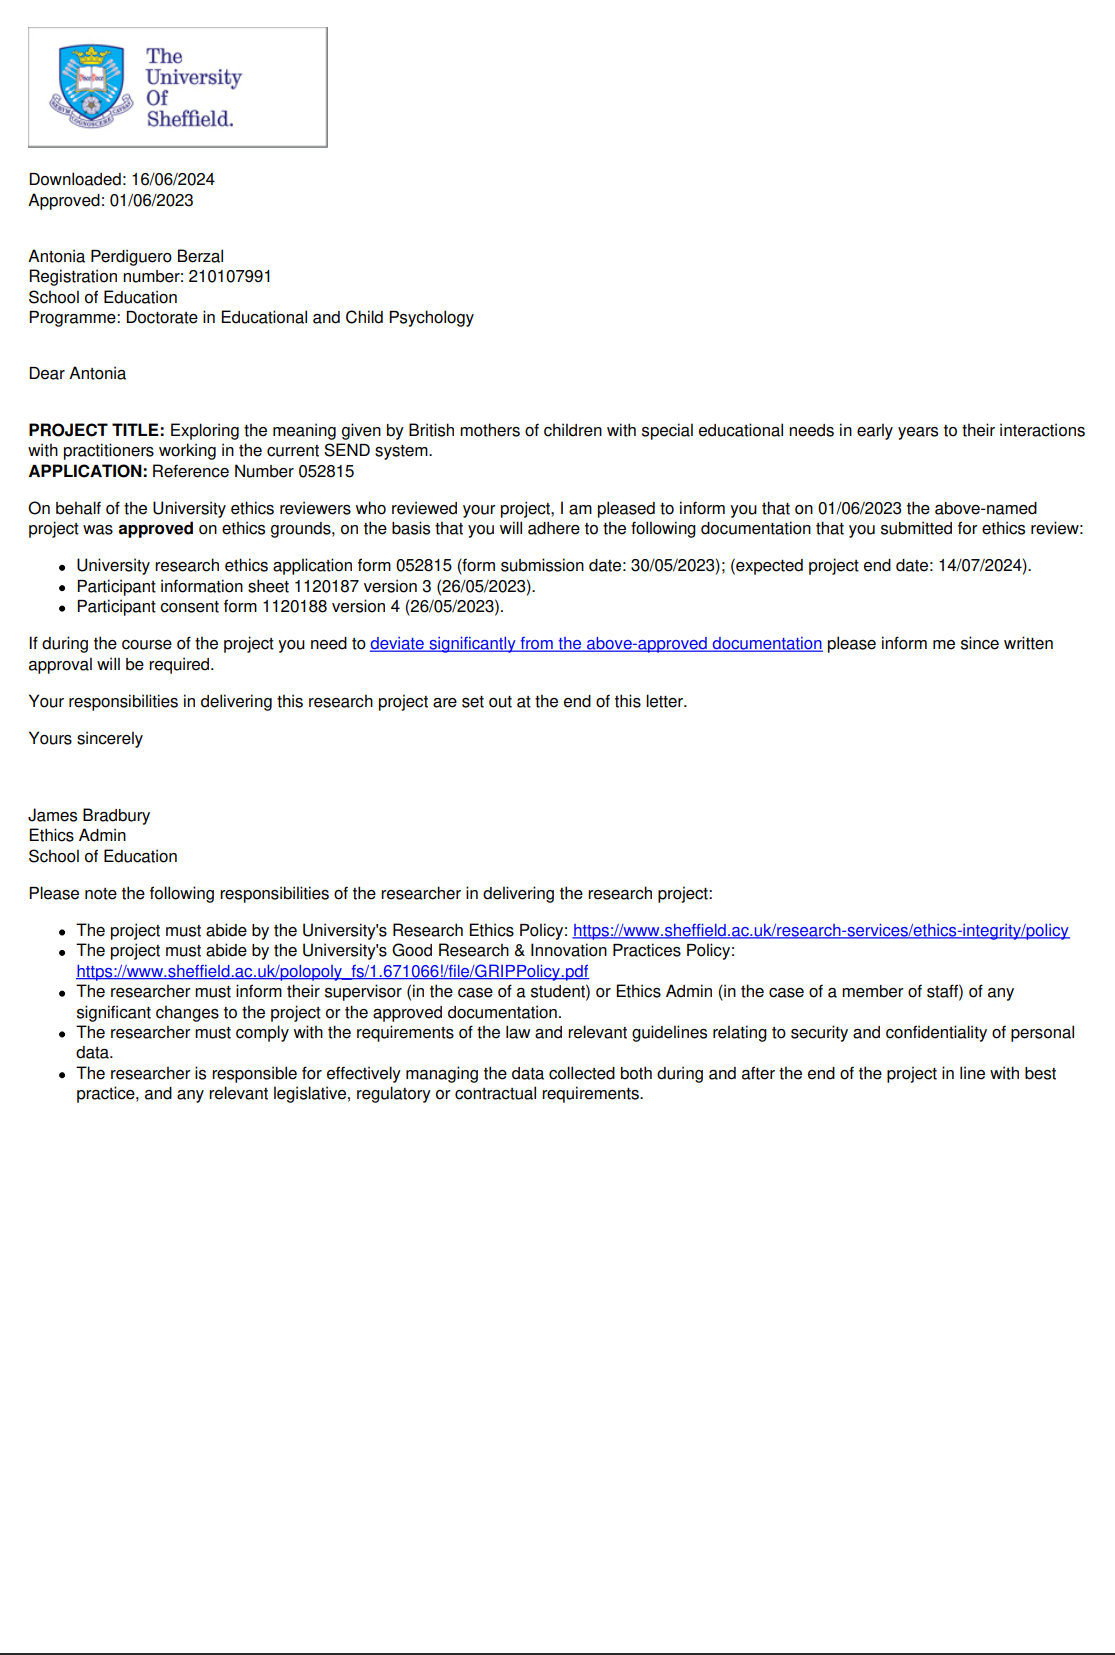 The
University
Of
Sheffield.
Downloaded: 16/06/2024
Approved: 01/06/2023
Antonia Perdiguero Berzal
Registration number: 210107991
School of Education
Programme: Doctorate in Educational and Child Psychology
Dear Antonia
PROJECT TITLE: Exploring the meaning given by British mothers of children with special educational needs in early years to their interactions
with practitioners working in the current SEND system.
APPLICATION: Reference Number 052815
On behalf of the University ethics reviewers who reviewed your project, I am pleased to inform you that on 01/06/2023 the above-named
project was approved on ethics grounds, on the basis that you will adhere to the following documentation that you submitted for ethics review:
• University research ethics application form 052815 (form submission date: 30/05/2023); (expected project end date: 14/07/2024).
• Participant information sheet 1120187 version 3 (26/05/2023).
• Participant consent form 1120188 version 4 (26/05/2023).
If during the course of the project you need to deviate significantly from the above-approved documentation please inform me since written
approval will be required.
Your responsibilities in delivering this research project are set out at the end of this letter.
Yours sincerely
James Bradbury
Ethics Admin
School of Education
Please note the following responsibilities of the researcher in delivering the research project:
• The project must abide by the University's Research Ethics Policy: https://www.sheffield.ac.uk/research-services/ethics-integrity/policy
• The project must abide by the University's Good Research & Innovation Practices Policy:
https://www.sheffield.ac.uk/polopoly_fs/1.671066!/file/GRIPPolicy.pdf
• The researcher must inform their supervisor (in the case of a student) or Ethics Admin (in the case of a member of staff) of any
significant changes to the project or the approved documentation.
• The researcher must comply with the requirements of the law and relevant guidelines relating to security and confidentiality of personal
data.
• The researcher is responsible for effectively managing the data collected both during and after the end of the project in line with best
practice, and any relevant legislative, regulatory or contractual requirements.